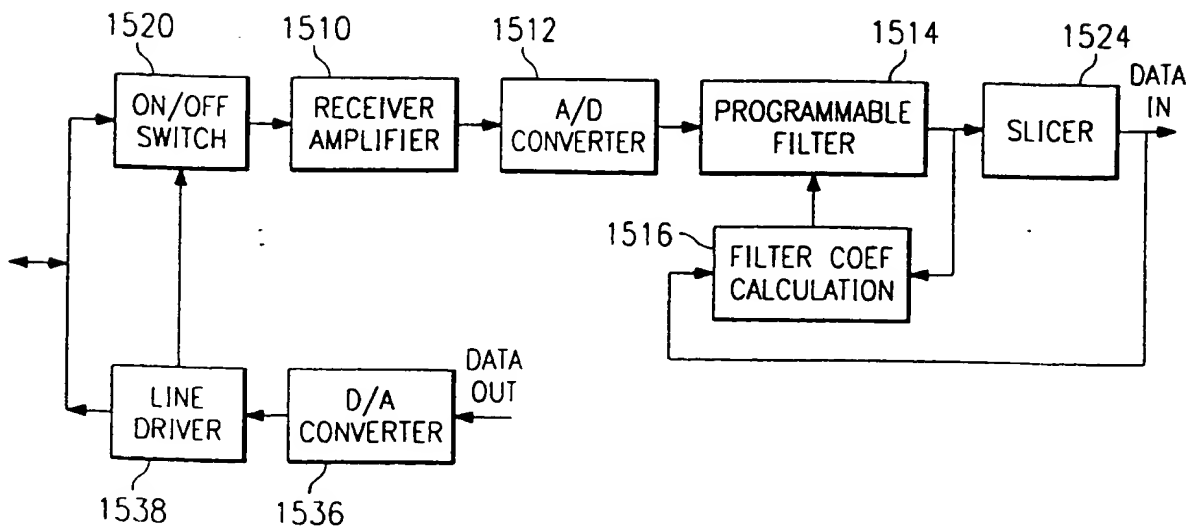 1520
1510
1512
1514
1524
ON/OFF
SWITCH
RECEIVER
AMPLIFIER
A/D
CONVERTER
PROGRAMMABLE
FILTER
SLICER
DATA
IN
1516
FILTER COEF
CALCULATION
LINE
DRIVER
D/A
CONVERTER
DATA
OUT
1538
1536